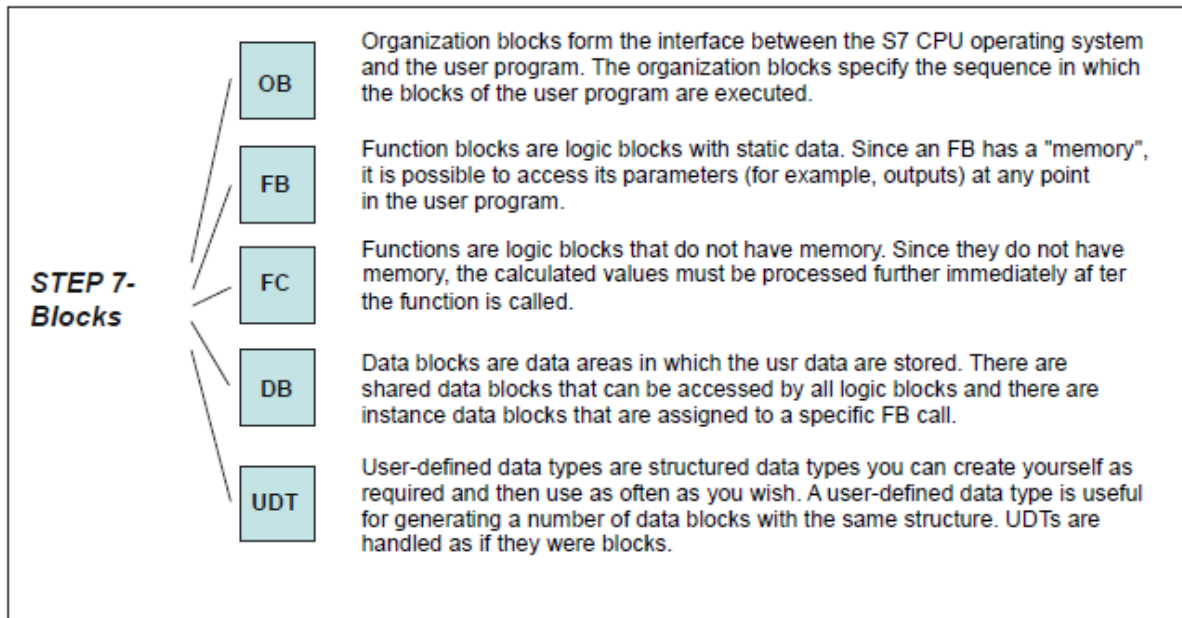 OB
Organization blocks form the interface between the S7 CPU operating system
and the user program. The organization blocks specify the sequence in which
the blocks of the user program are executed.
FB
Function blocks are logic blocks with static data. Since an FB has a "memory",
it is possible to access its parameters (for example, outputs) at any point
in the user program.
STEP 7-
Blocks
FC
Functions are logic blocks that do not have memory. Since they do not have
memory, the calculated values must be processed further immediately af ter
the function is called.
DB
Data blocks are data areas in which the usr data are stored. There are
shared data blocks that can be accessed by all logic blocks and there are
instance data blocks that are assigned to a specific FB call.
UDT
User-defined data types are structured data types you can create yourself as
required and then use as often as you wish. A user-defined data type is useful
for generating a number of data blocks with the same structure. UDTs are
handled as if they were blocks.